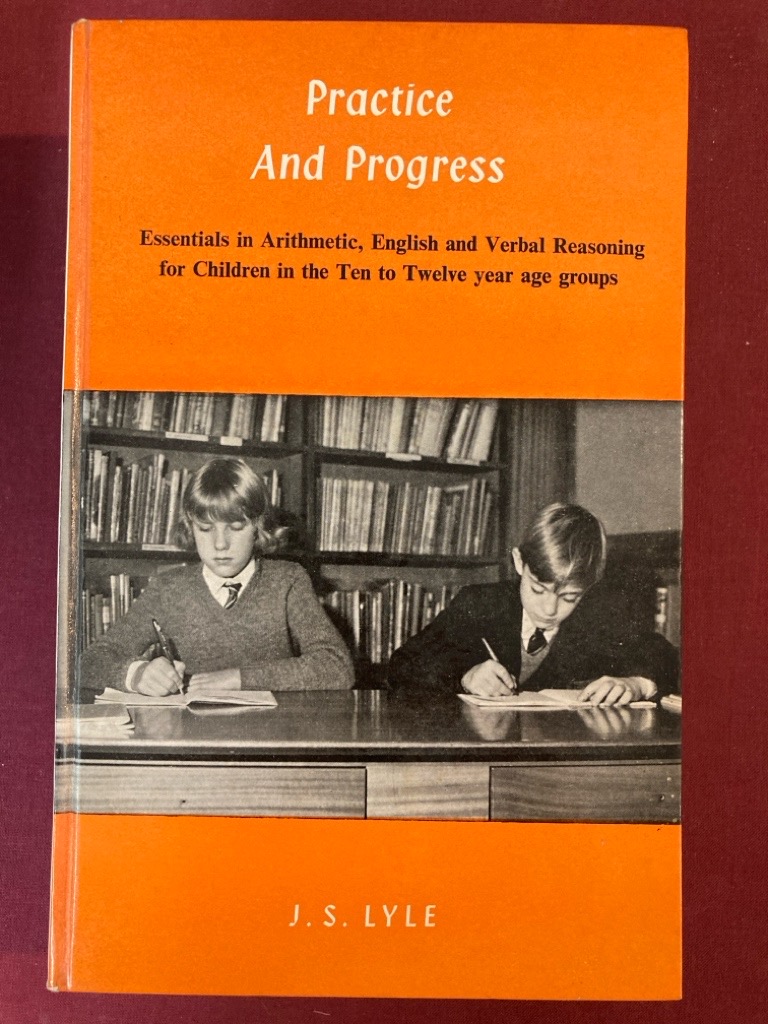 Practice
And Progress
Essentials in Arithmetic, English and Verbal Reasoning
for Children in the Ten to Twelve year age groups
J. S. LYLE